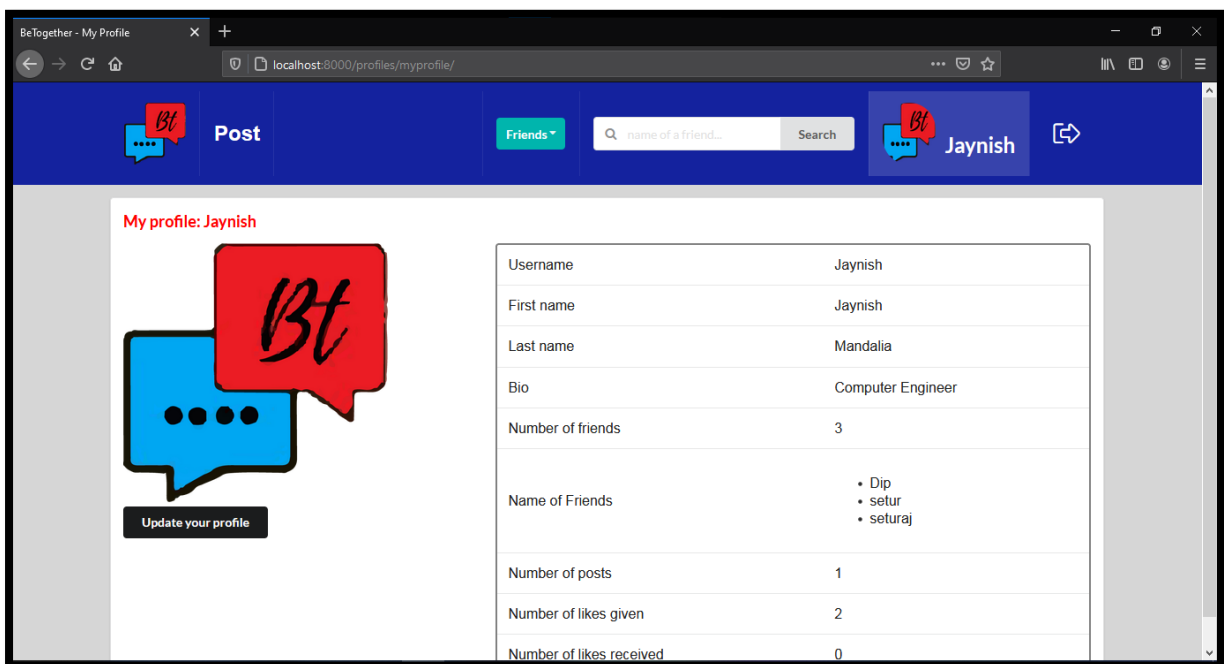 BeTogether - My Profile
localhost:8000/profiles/myprofile/
Bt
Post
Friends
name of a friend...
Search
Bt
Jaynish
My profile: Jaynish
Bt
Update your profile
Username Jaynish
First name Jaynish
Last name Mandalia
Bio Computer Engineer
Number of friends 3
Name of Friends
• Dip
• setur
• seturaj
Number of posts 1
Number of likes given 2
Number of likes received 0